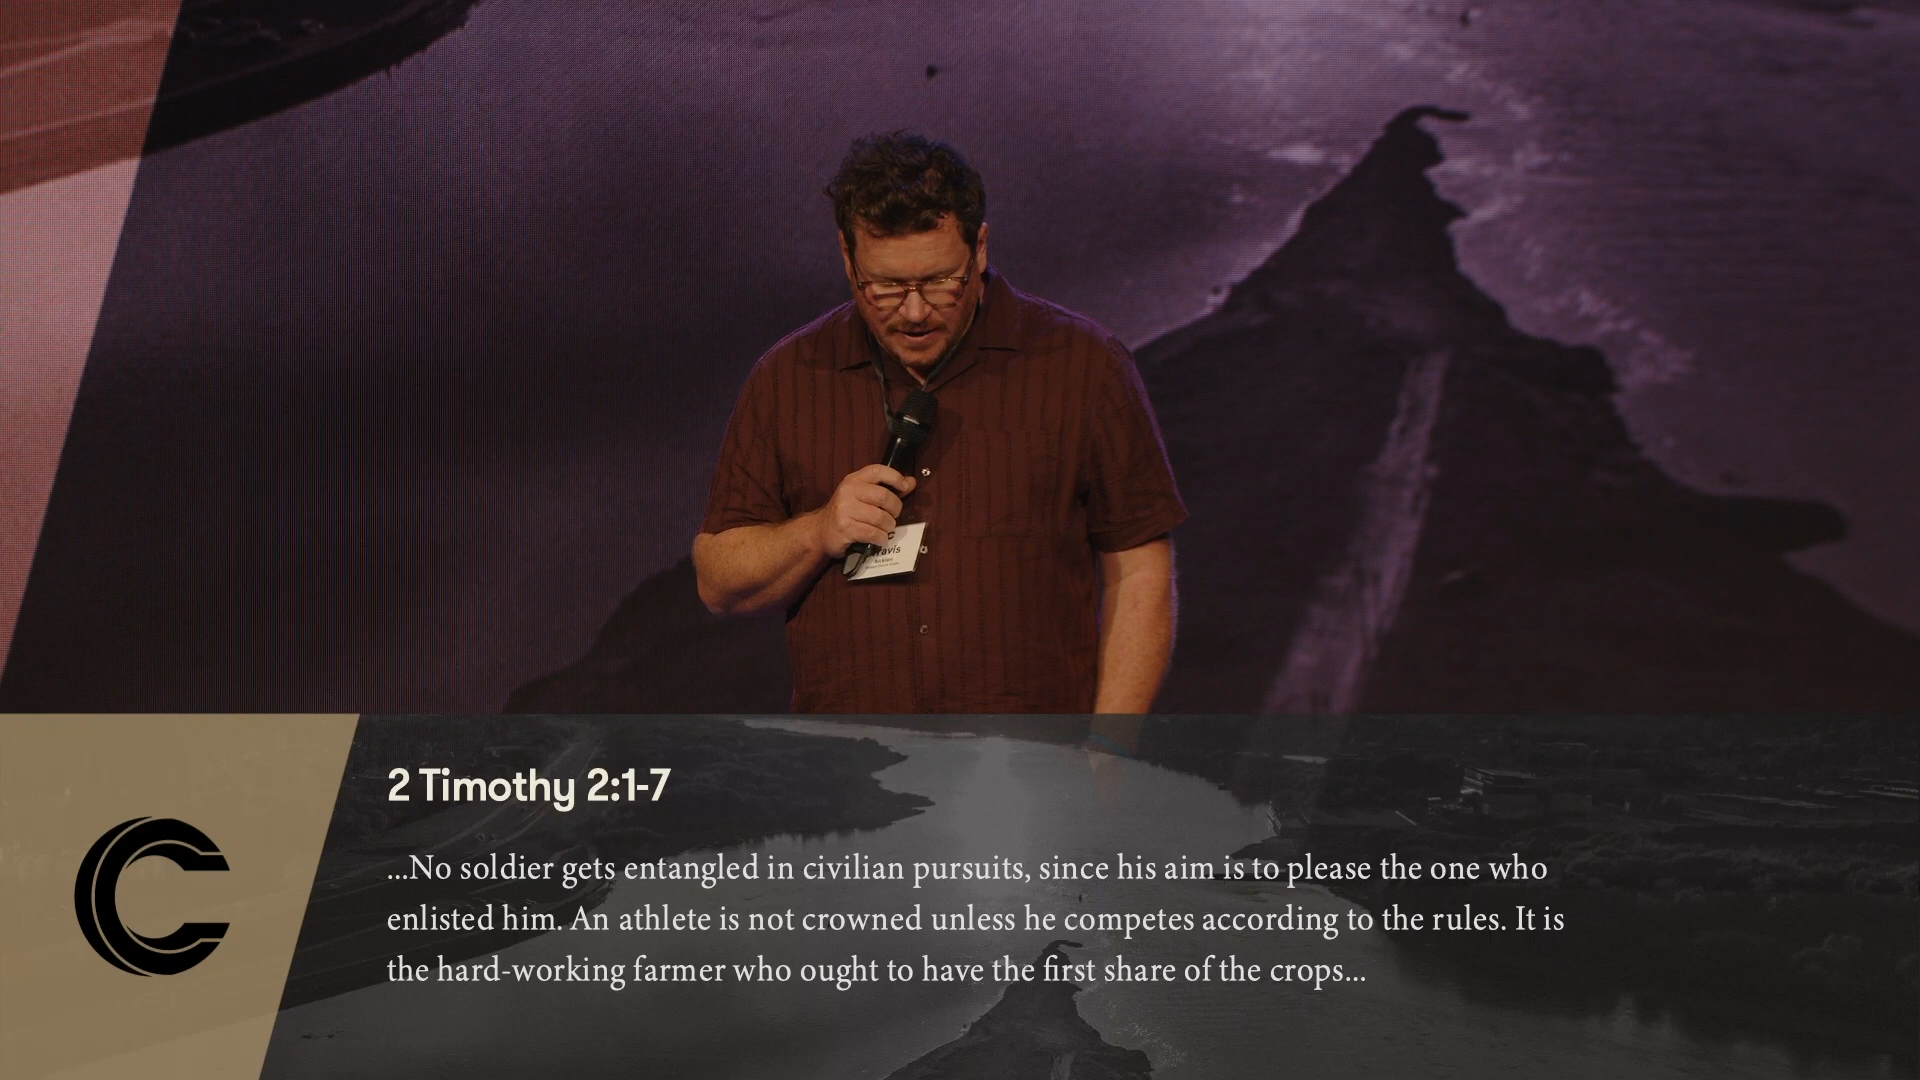 Travis
2 Timothy 2:1-7
...No soldier gets entangled in civilian pursuits, since his aim is to please the one who
enlisted him. An athlete is not crowned unless he competes according to the rules. It is
the hard-working farmer who ought to have the first share of the crops...